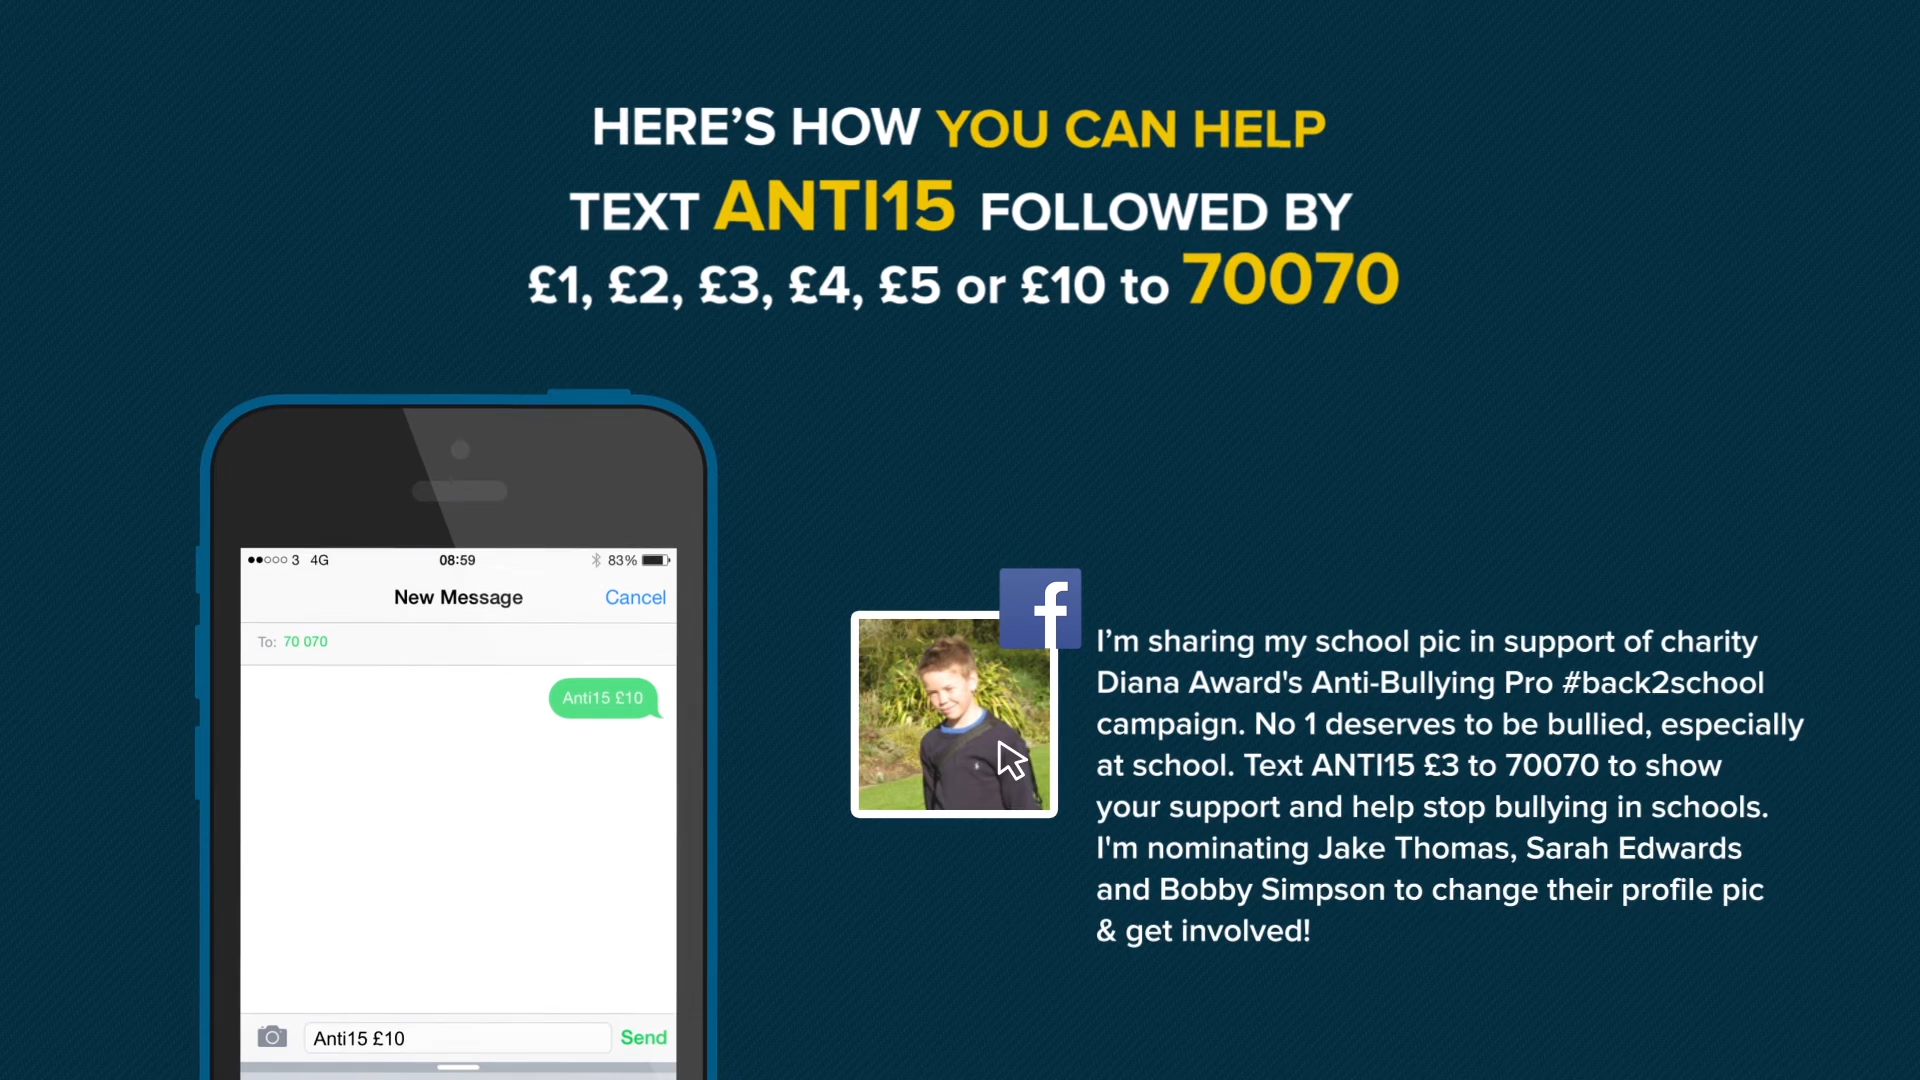 HERE'S HOW YOU CAN HELP
TEXT ANTI15 FOLLOWED BY
£1, £2, £3, £4, £5 or £10 to 70070
3 4G 08:59 83%
New Message Cancel
To: 70 070
Anti15 £10
Anti15 £10 Send
f
I'm sharing my school pic in support of charity
Diana Award's Anti-Bullying Pro #back2school
campaign. No 1 deserves to be bullied, especially
at school. Text ANTI15 £3 to 70070 to show
your support and help stop bullying in schools.
I'm nominating Jake Thomas, Sarah Edwards
and Bobby Simpson to change their profile pic
& get involved!